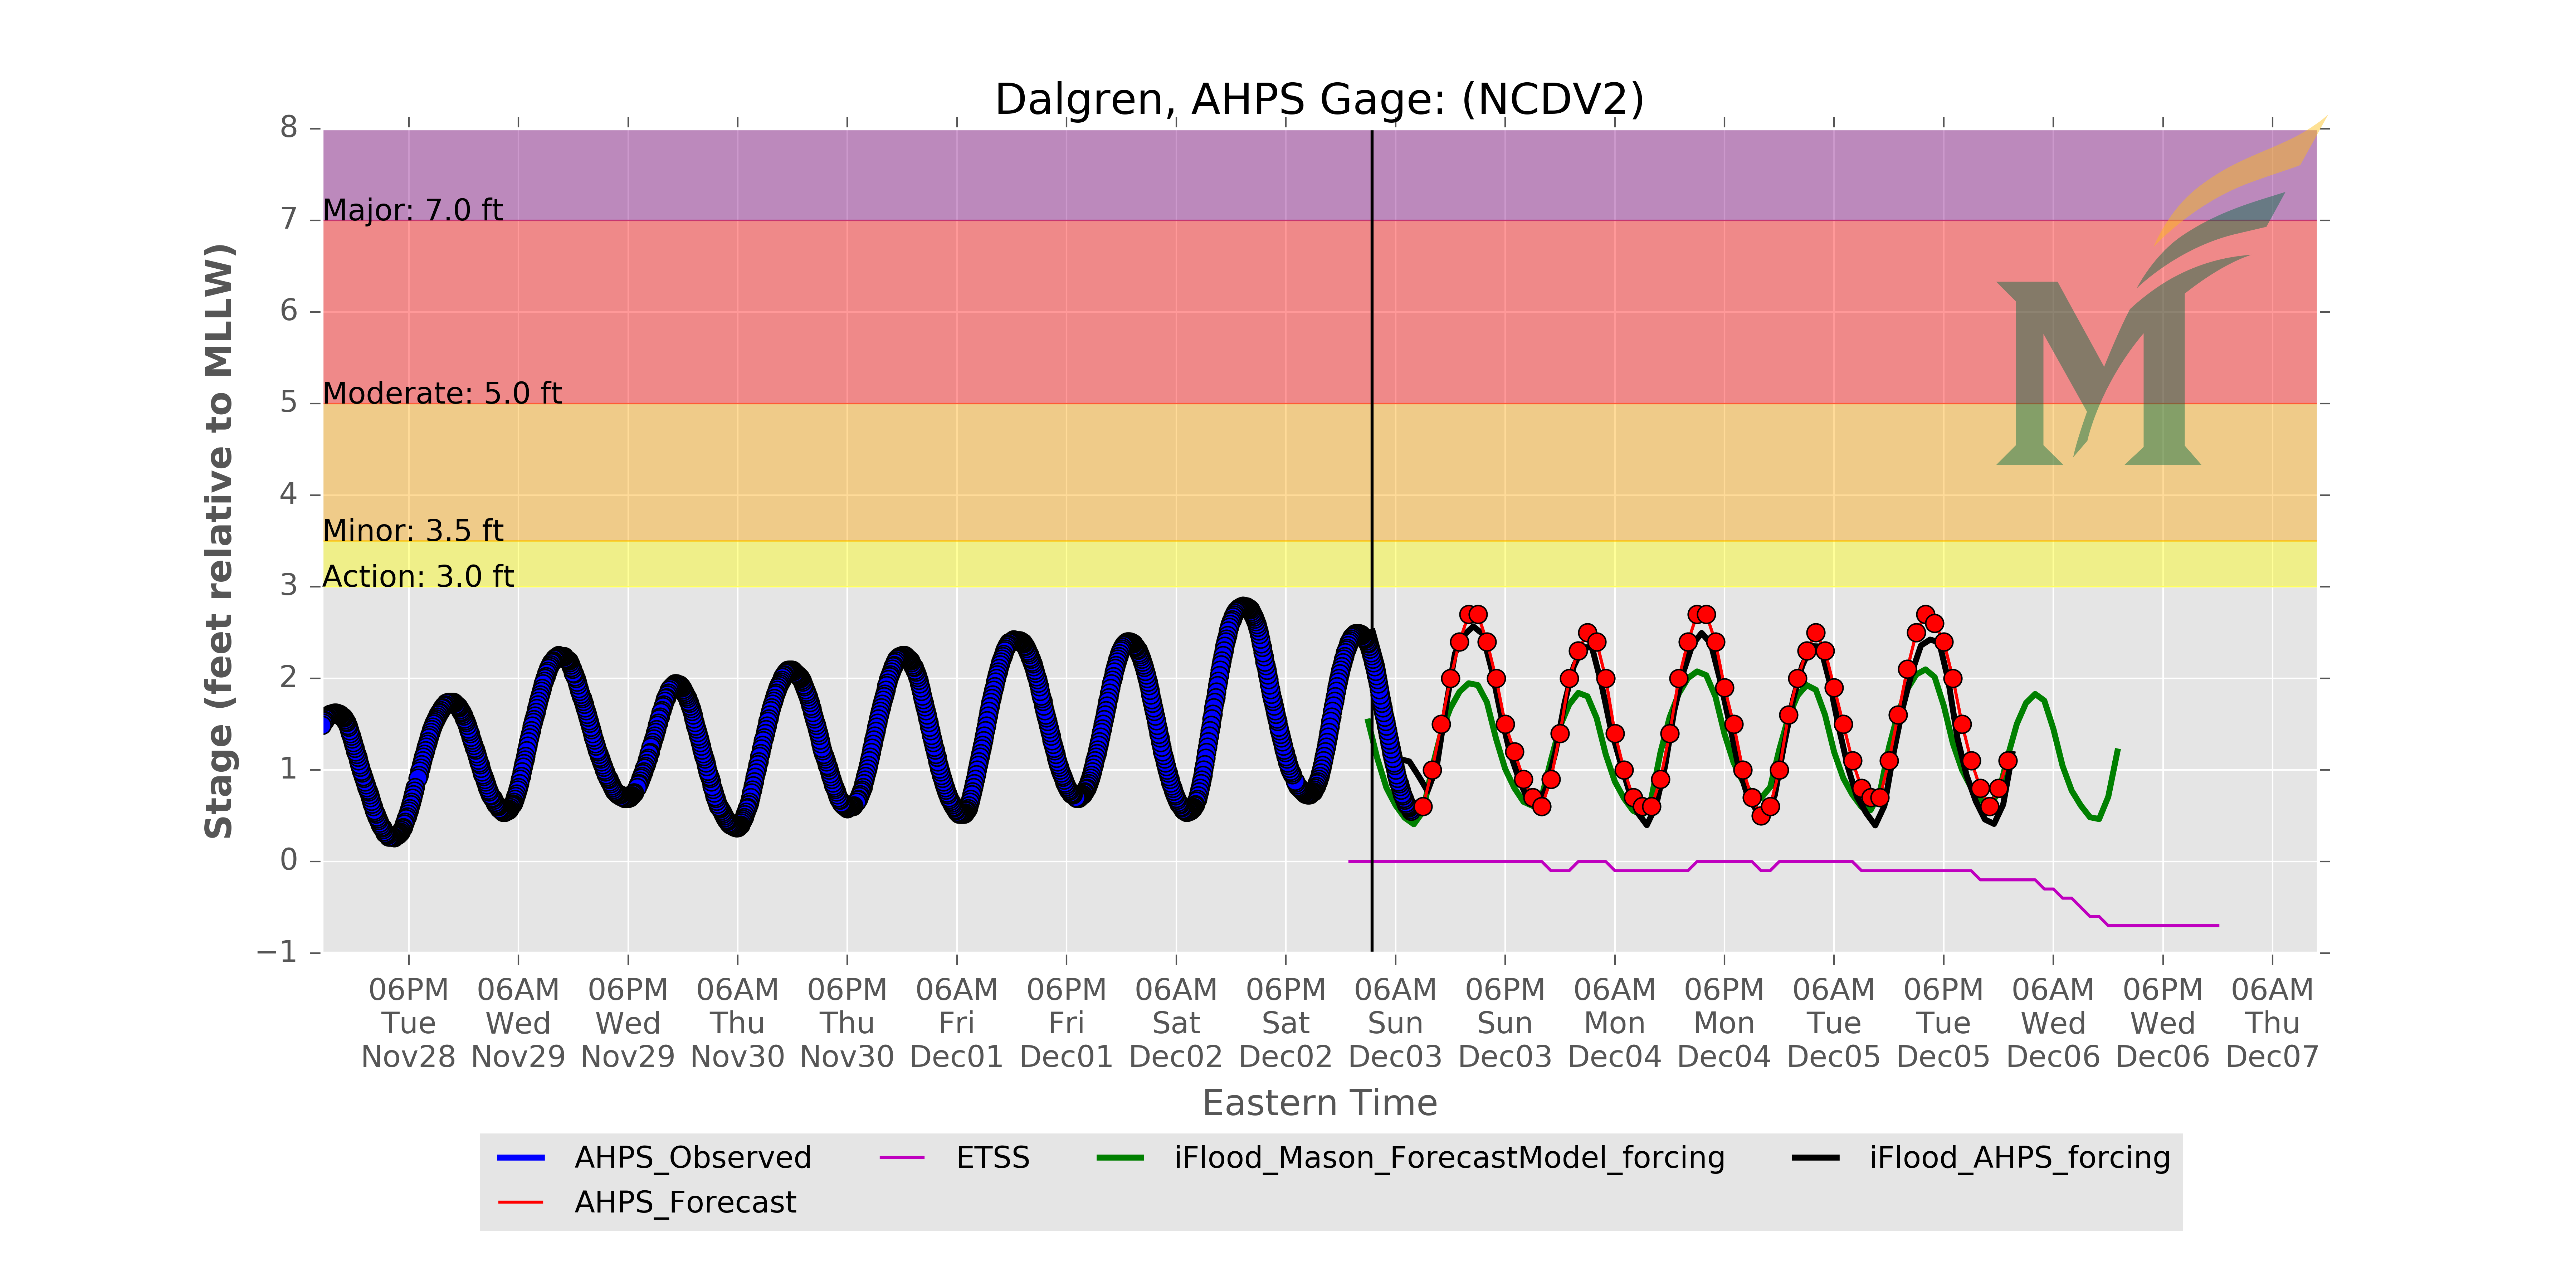 Dalgren, AHPS Gage: (NCDV2)
Stage (feet relative to MLLW)
8
7
6
5
4
3
2
1
0
−1
Major: 7.0 ft
Moderate: 5.0 ft
Minor: 3.5 ft
Action: 3.0 ft
M
06PM 06AM 06PM 06AM 06PM 06AM 06PM 06AM 06PM 06AM 06PM 06AM 06PM 06AM 06PM 06AM 06PM 06AM
Tue Wed Wed Thu Thu Fri Fri Sat Sat Sun Sun Mon Mon Tue Tue Wed Wed Thu
Nov28 Nov29 Nov29 Nov30 Nov30 Dec01 Dec01 Dec02 Dec02 Dec03 Dec03 Dec04 Dec04 Dec05 Dec05 Dec06 Dec06 Dec07
Eastern Time
AHPS_Observed ETSS iFlood_Mason_ForecastModel_forcing iFlood_AHPS_forcing
AHPS_Forecast